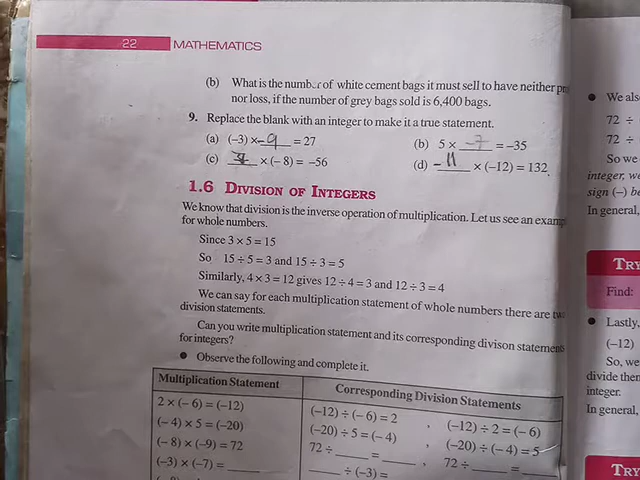 22 MATHEMATICS
(b) What is the number of white cement bags it must sell to have neither
nor loss, if the number of grey bags sold is 6,400 bags.
9. Replace the blank with an integer to make it a true statement.
(a) (–3) × –9 = 27 (b) 5 × –7 = –35
(c) × (– 8) = –56 (d) –11 × (–12) = 132.
1.6 DIVISION OF INTEGERS
We know that division is the inverse operation of multiplication. Let us see an
for whole numbers.
Since 3 × 5 = 15
So 15 ÷ 5 = 3 and 15 ÷ 3 = 5
Similarly, 4 × 3 = 12 gives 12 ÷ 4 = 3 and 12 ÷ 3 = 4
We can say for each multiplication statement of whole numbers there are
division statements.
Can you write multiplication statement and its corresponding divison
for integers?
● Observe the following and complete it.
Multiplication Statement Corresponding Division Statements
2 × (– 6) = (–12) (–12) ÷ (– 6) = 2 , (–12) ÷ 2 = (– 6)
(– 4) × 5 = (–20) (–20) ÷ 5 = (– 4) , (–20) ÷ (– 4) = 5
(– 8) × (–9) = 72 72 ÷ ____ = ____ , 72 ÷ ____ = ____
(–3) × (–7) = ____ ____ ÷ (–3) =
● We
72 ÷
72 ÷
So we
integer,
sign (–)
In general,
TRY
Find:
● Lastly,
(–12)
So, we
divide
integer.
In general,
TRY